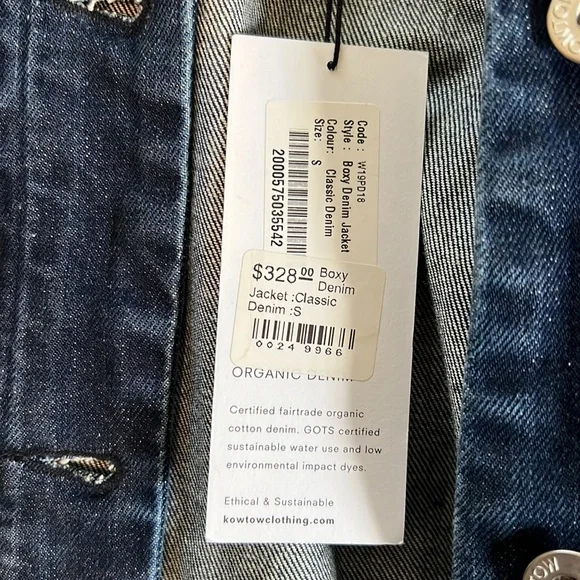 Code : W19PD18
Style : Boxy Denim Jacket
Colour: Classic Denim
Size: S
2000575035542
$328.00 Boxy
Denim
Jacket :Classic
Denim :S
0024 9966
ORGANIC DENIM
Certified fairtrade organic
cotton denim. GOTS certified
sustainable water use and low
environmental impact dyes.
Ethical & Sustainable
kowtowclothing.com